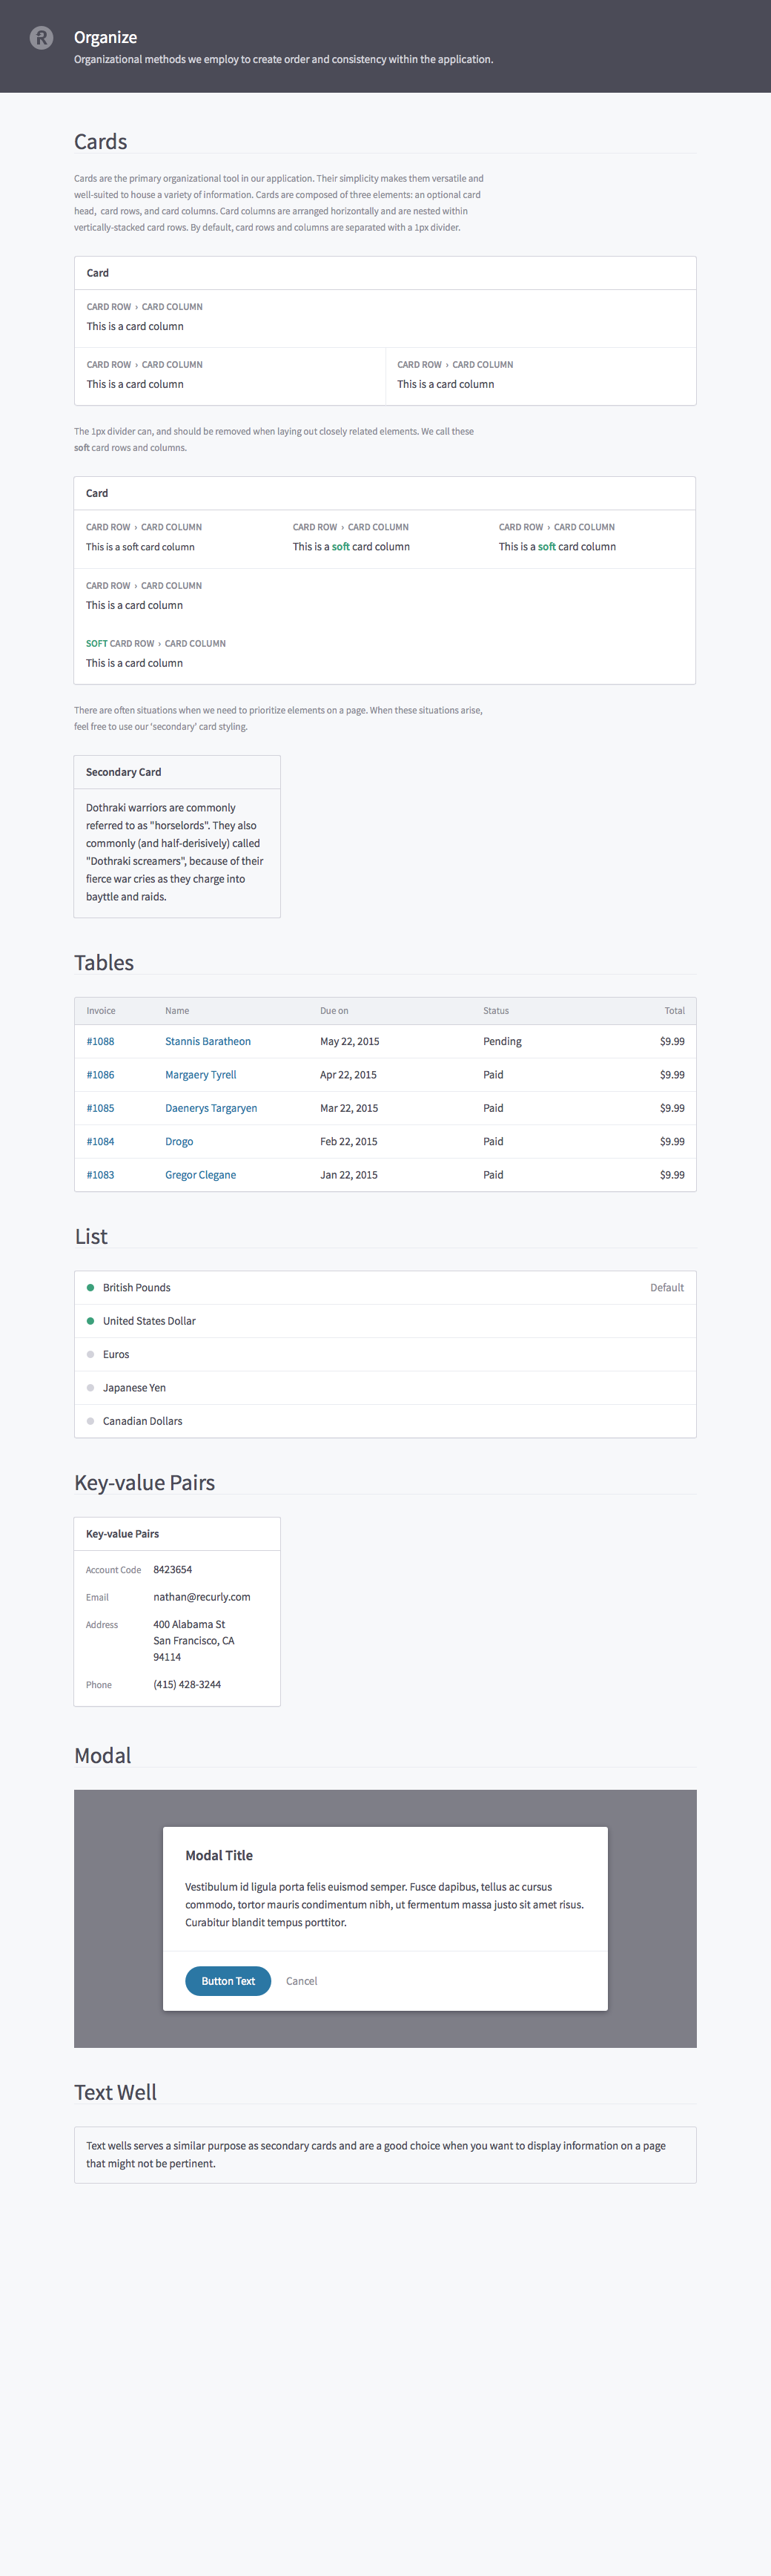 Organize
Organizational methods we employ to create order and consistency within the application.
Cards
Cards are the primary organizational tool in our application. Their simplicity makes them versatile and
well-suited to house a variety of information. Cards are composed of three elements: an optional card
head,  card rows, and card columns. Card columns are arranged horizontally and are nested within
vertically-stacked card rows. By default, card rows and columns are separated with a 1px divider.
Card
CARD ROW › CARD COLUMN
This is a card column
CARD ROW › CARD COLUMN CARD ROW › CARD COLUMN
This is a card column This is a card column
The 1px divider can, and should be removed when laying out closely related elements. We call these
soft card rows and columns.
Card
CARD ROW › CARD COLUMN CARD ROW › CARD COLUMN CARD ROW › CARD COLUMN
This is a soft card column This is a soft card column This is a soft card column
CARD ROW › CARD COLUMN
This is a card column
SOFT CARD ROW › CARD COLUMN
This is a card column
There are often situations when we need to prioritize elements on a page. When these situations arise,
feel free to use our 'secondary' card styling.
Secondary Card
Dothraki warriors are commonly
referred to as "horselords". They also
commonly (and half-derisively) called
"Dothraki screamers", because of their
fierce war cries as they charge into
bayttle and raids.
Tables
Invoice Name Due on Status Total
#1088 Stannis Baratheon May 22, 2015 Pending $9.99
#1086 Margaery Tyrell Apr 22, 2015 Paid $9.99
#1085 Daenerys Targaryen Mar 22, 2015 Paid $9.99
#1084 Drogo Feb 22, 2015 Paid $9.99
#1083 Gregor Clegane Jan 22, 2015 Paid $9.99
List
British Pounds Default
United States Dollar
Euros
Japanese Yen
Canadian Dollars
Key-value Pairs
Key-value Pairs
Account Code 8423654
Email nathan@recurly.com
Address 400 Alabama St
San Francisco, CA
94114
Phone (415) 428-3244
Modal
Modal Title
Vestibulum id ligula porta felis euismod semper. Fusce dapibus, tellus ac cursus
commodo, tortor mauris condimentum nibh, ut fermentum massa justo sit amet risus.
Curabitur blandit tempus porttitor.
Button Text Cancel
Text Well
Text wells serves a similar purpose as secondary cards and are a good choice when you want to display information on a page
that might not be pertinent.